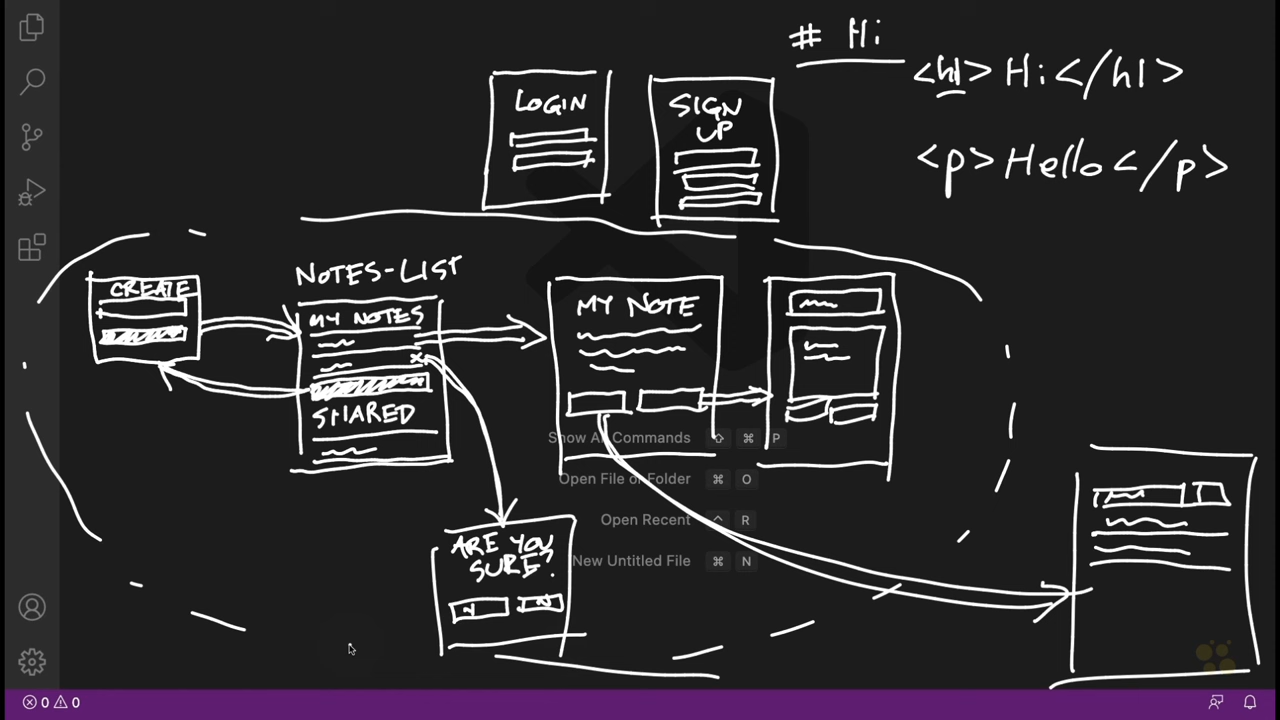 # Hi
<h1>Hi</h1>
LOGIN
SIGN
UP
<p>Hello</p>
NOTES-LIST
CREATE
MY NOTES
SHARED
MY NOTE
Show All Commands ⇧ ⌘ P
Open File or Folder ⌘ O
Open Recent ^ R
New Untitled File ⌘ N
ARE YOU
SURE?
Y N
0 0